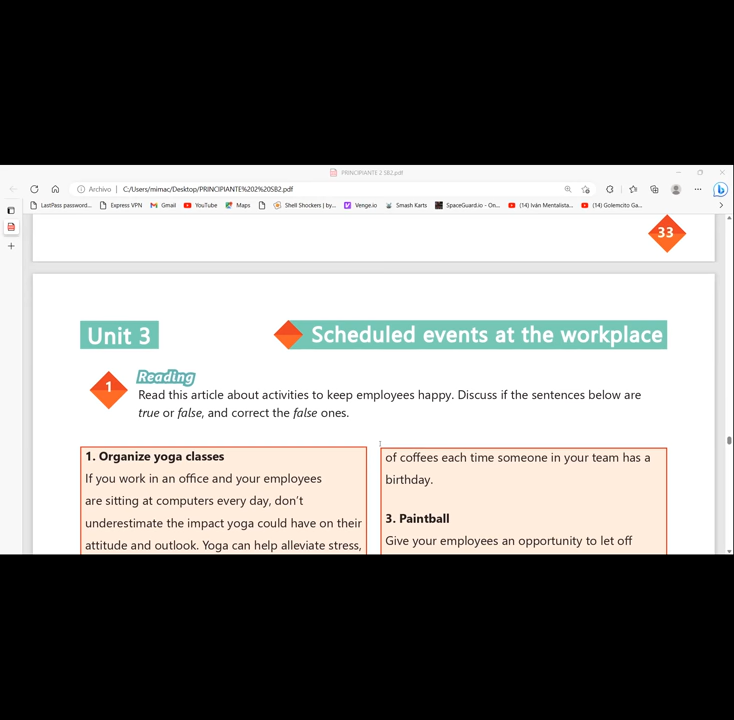 PRINCIPIANTE 2 SB2.pdf
Archivo | C:/Users/mimac/Desktop/PRINCIPIANTE%202%20SB2.pdf
LastPass password... Express VPN Gmail YouTube Maps Shell Shockers | by... Venge.io Smash Karts SpaceGuard.io - On... (14) Iván Mentalista... (14) Golemcito Ga...
33
Unit 3
Scheduled events at the workplace
1
Reading
Read this article about activities to keep employees happy. Discuss if the sentences below are
true or false, and correct the false ones.
1. Organize yoga classes
If you work in an office and your employees
are sitting at computers every day, don't
underestimate the impact yoga could have on their
attitude and outlook. Yoga can help alleviate stress,
of coffees each time someone in your team has a
birthday.
3. Paintball
Give your employees an opportunity to let off